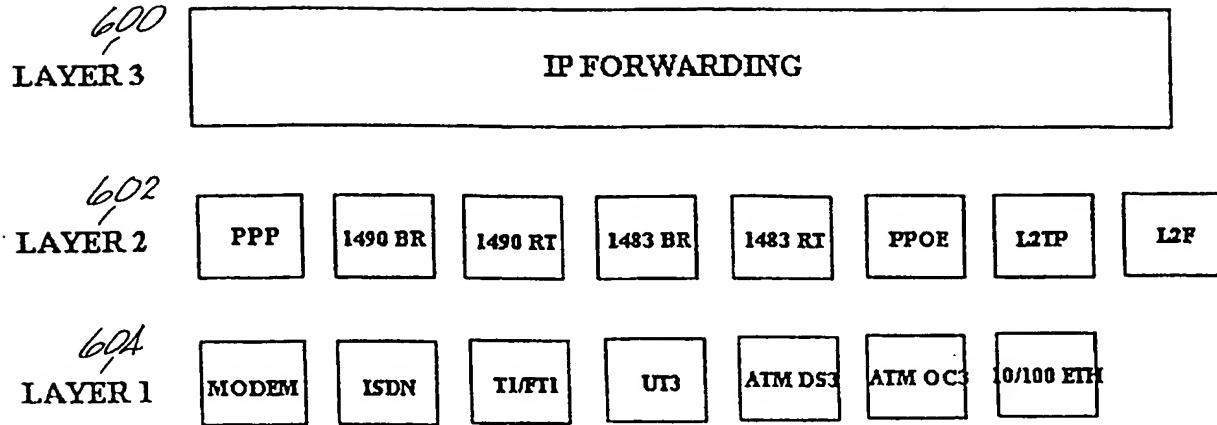 600
LAYER 3 IP FORWARDING
602
LAYER 2 PPP 1490 BR 1490 RT 1483 BR 1483 RT PPOE L2TP L2F
604
LAYER 1 MODEM ISDN T1/FT1 UT3 ATM DS3 ATM OC3 10/100 ETH